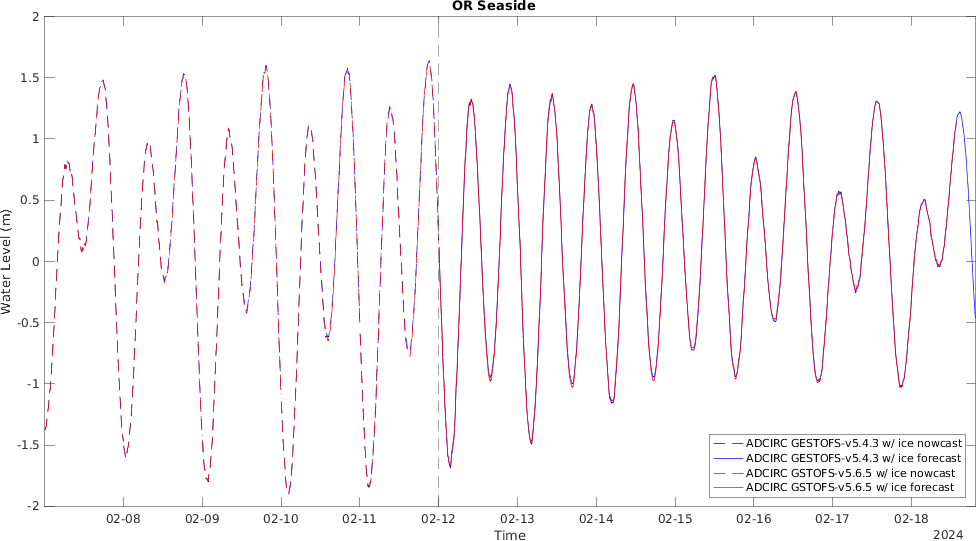 OR Seaside
2
1.5
1
0.5
0
-0.5
-1
-1.5
-2
Water Level (m)
ADCIRC GESTOFS-v5.4.3 w/ ice nowcast
ADCIRC GESTOFS-v5.4.3 w/ ice forecast
ADCIRC GSTOFS-v5.6.5 w/ ice nowcast
ADCIRC GSTOFS-v5.6.5 w/ ice forecast
02-08 02-09 02-10 02-11 02-12 02-13 02-14 02-15 02-16 02-17 02-18
Time
2024